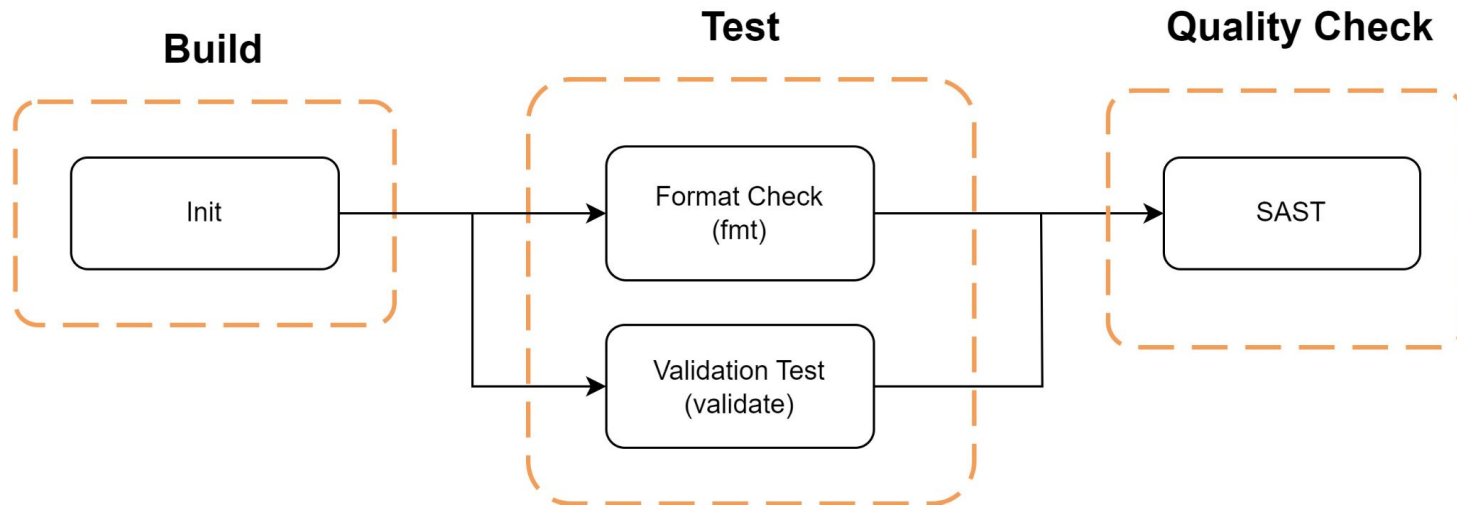 Build
Test
Quality Check
Init
Format Check
(fmt)
SAST
Validation Test
(validate)